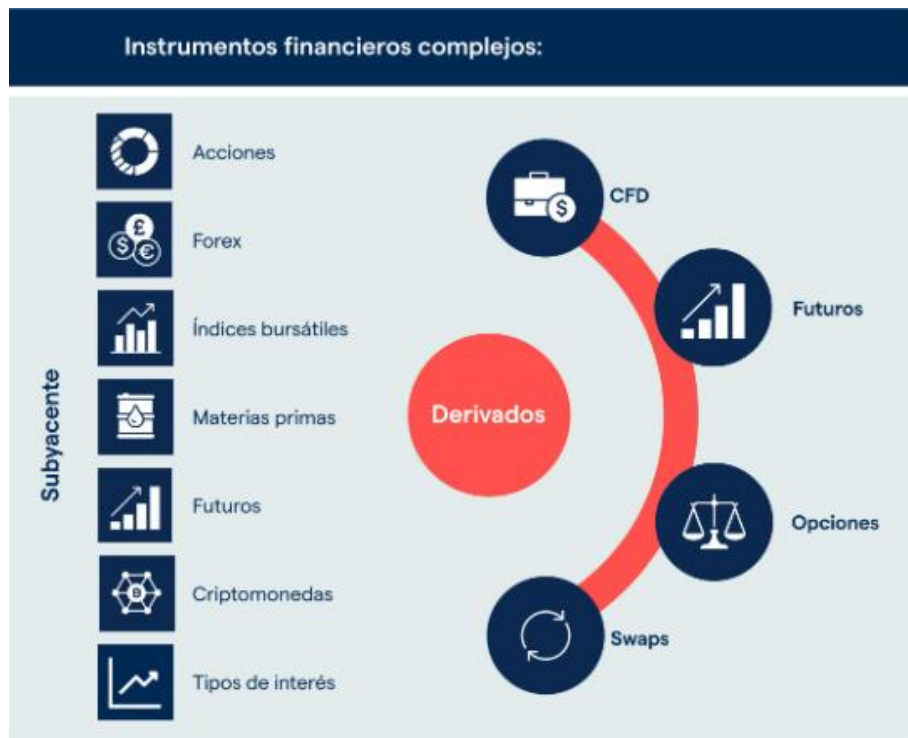 Instrumentos financieros complejos:
Subyacente
Acciones
Forex
Índices bursátiles
Materias primas
Futuros
Criptomonedas
Tipos de interés
Derivados
CFD
Futuros
Opciones
Swaps